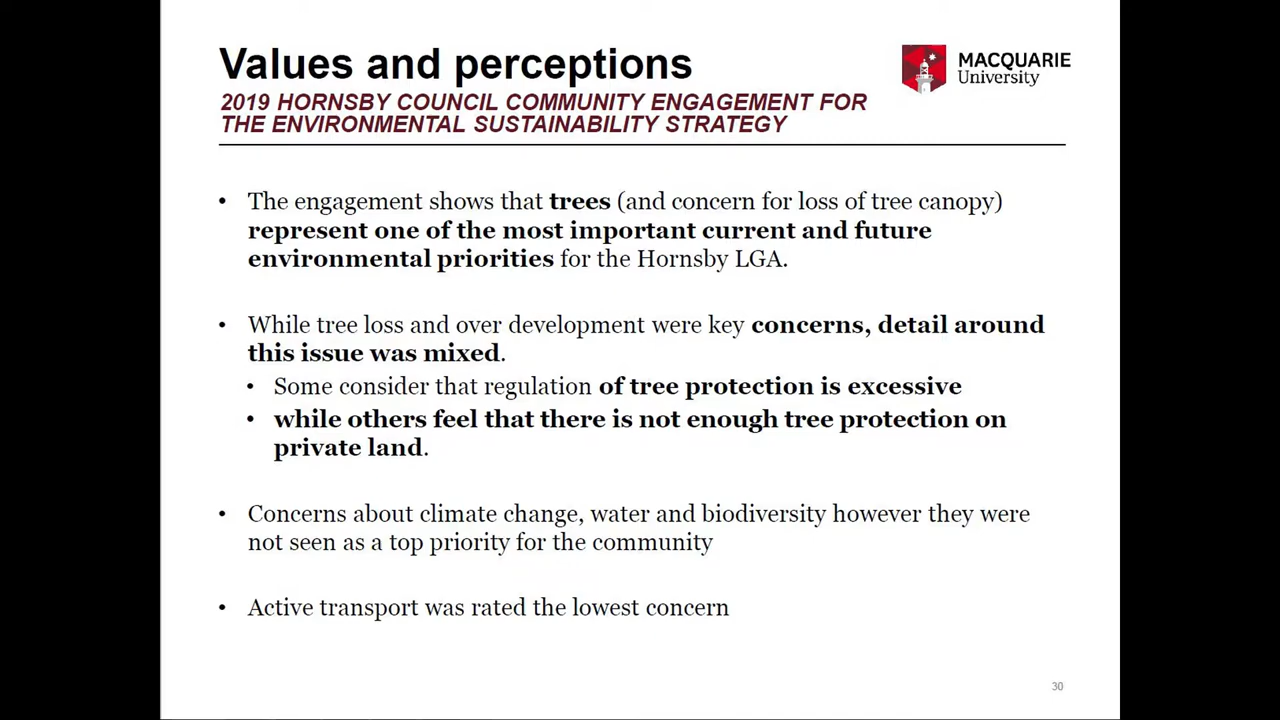 Values and perceptions
2019 HORNSBY COUNCIL COMMUNITY ENGAGEMENT FOR
THE ENVIRONMENTAL SUSTAINABILITY STRATEGY
MACQUARIE
University
• The engagement shows that trees (and concern for loss of tree canopy)
represent one of the most important current and future
environmental priorities for the Hornsby LGA.
• While tree loss and over development were key concerns, detail around
this issue was mixed.
• Some consider that regulation of tree protection is excessive
• while others feel that there is not enough tree protection on
private land.
• Concerns about climate change, water and biodiversity however they were
not seen as a top priority for the community
• Active transport was rated the lowest concern
30